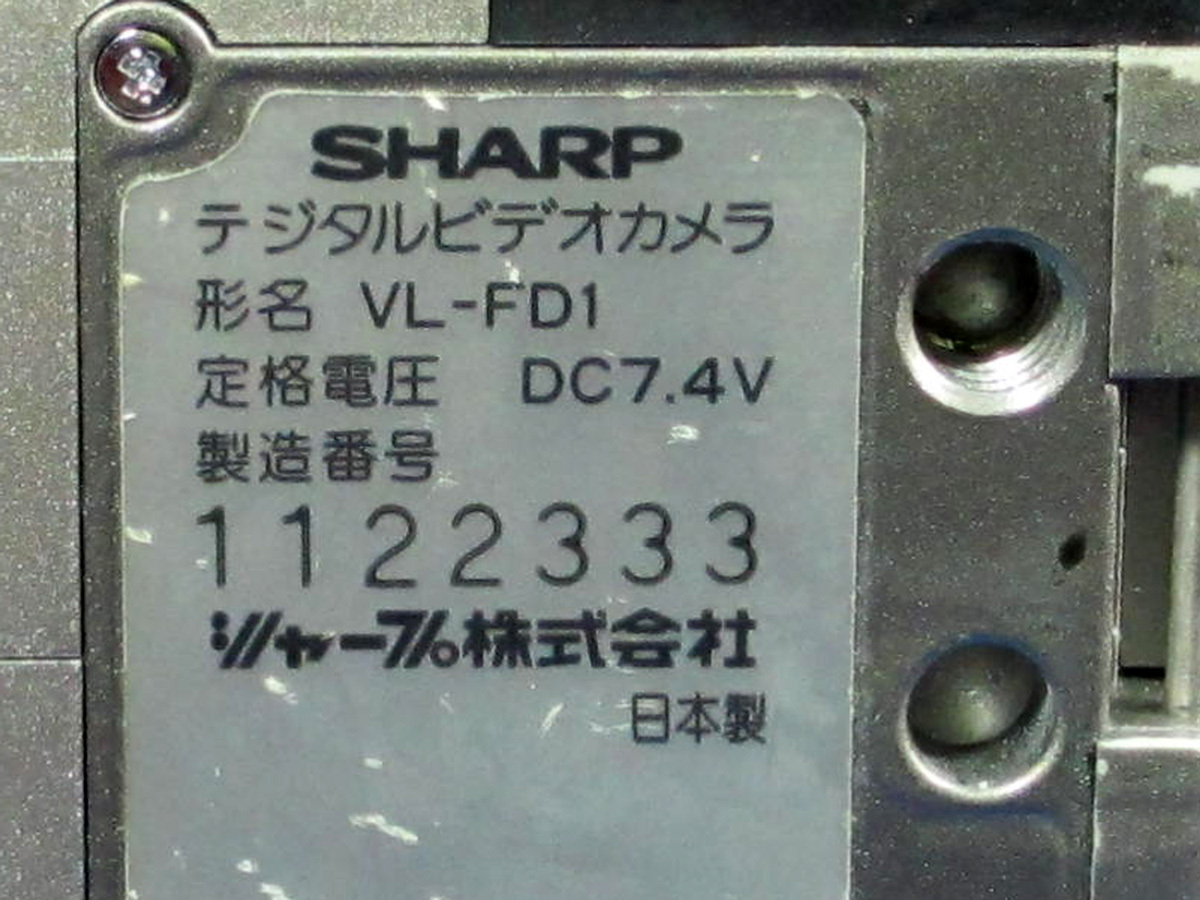 SHARP
テジタルビデオカメラ
形名 VL-FD1
定格電圧 DC7.4V
製造番号
1122333
シャープ株式会社
日本製